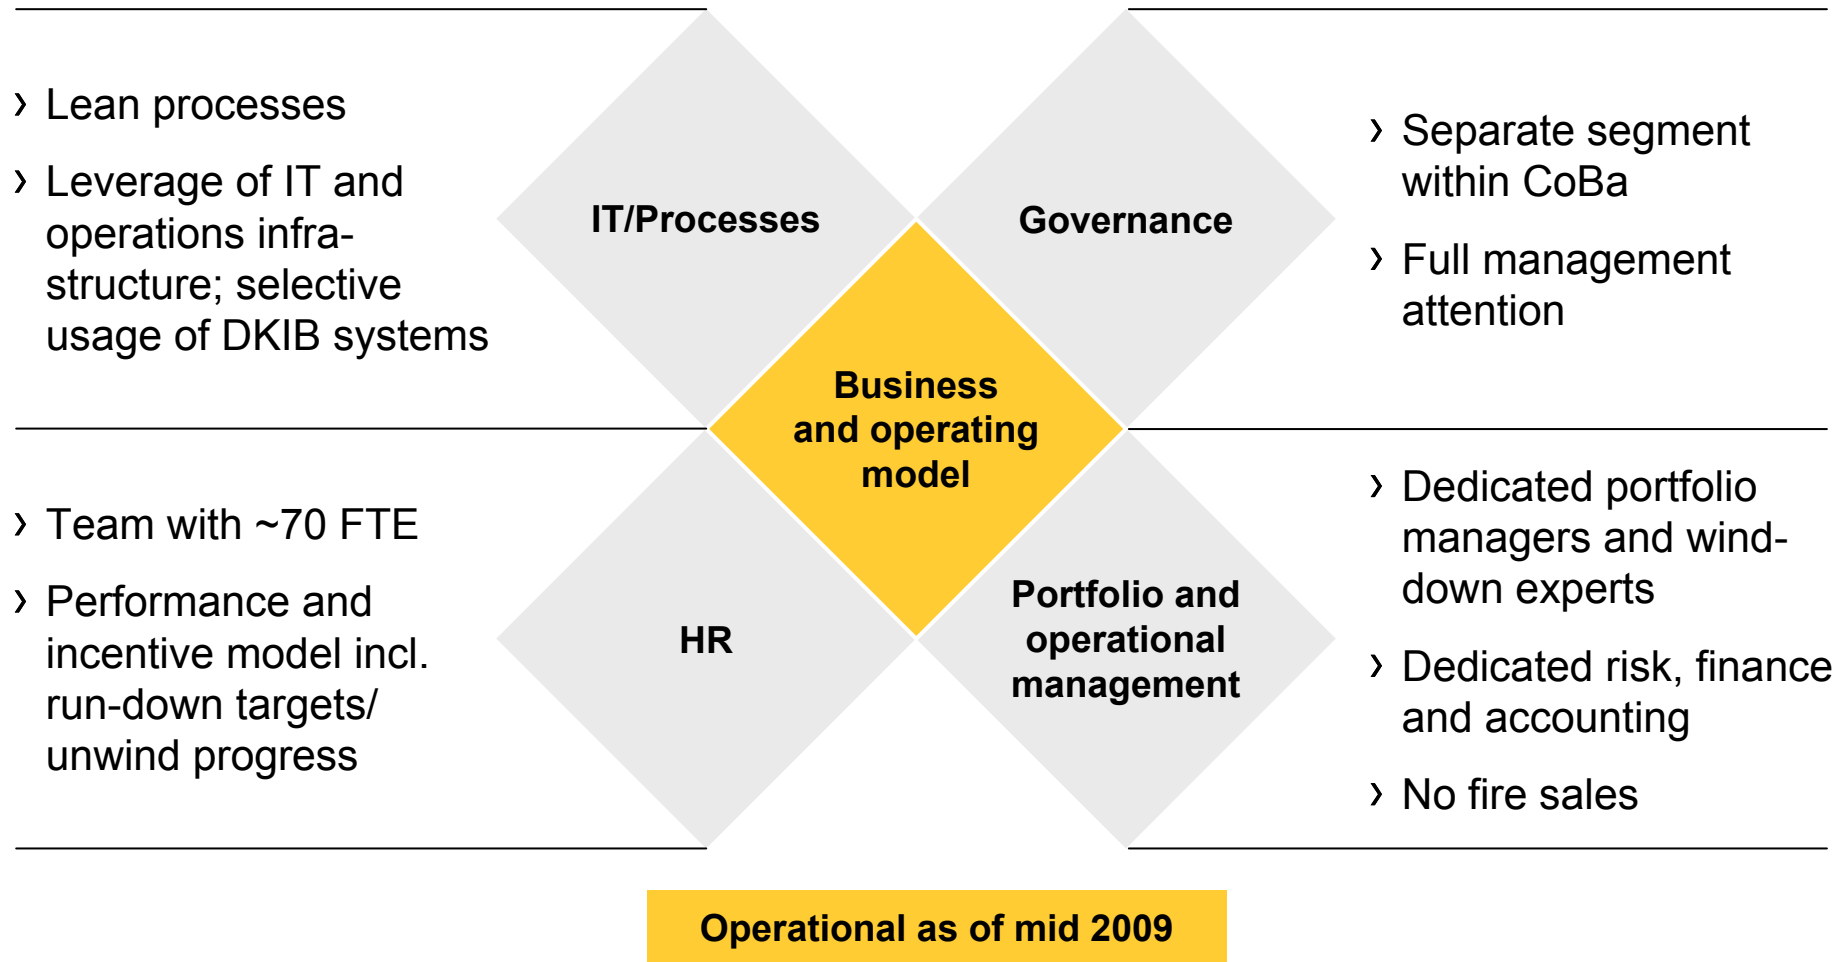 › Lean processes
› Leverage of IT and
operations infra-
structure; selective
usage of DKIB systems
IT/Processes
Governance
› Separate segment
within CoBa
› Full management
attention
Business
and operating
model
› Team with ~70 FTE
› Performance and
incentive model incl.
run-down targets/
unwind progress
HR
Portfolio and
operational
management
› Dedicated portfolio
managers and wind-
down experts
› Dedicated risk, finance
and accounting
› No fire sales
Operational as of mid 2009